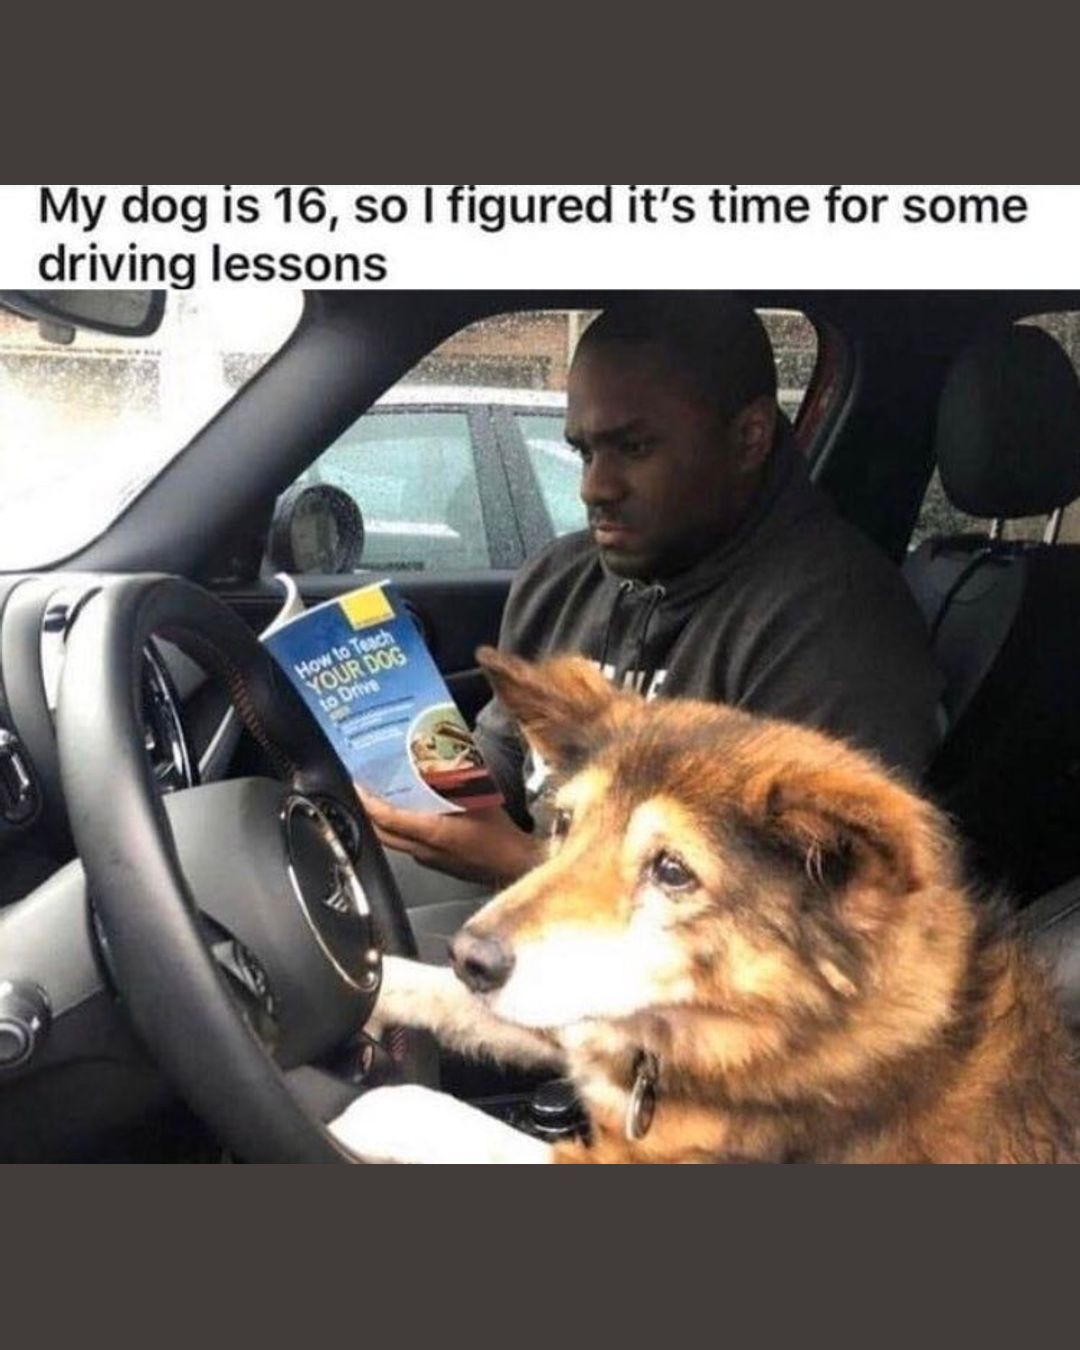 My dog is 16, so I figured it's time for some
driving lessons
How to Teach
YOUR DOG
to Drive